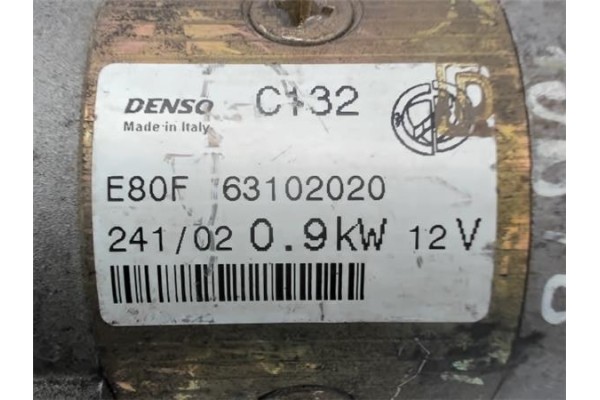 DENSO C132
Made in Italy
E80F 63102020
241/02 0.9kW 12V